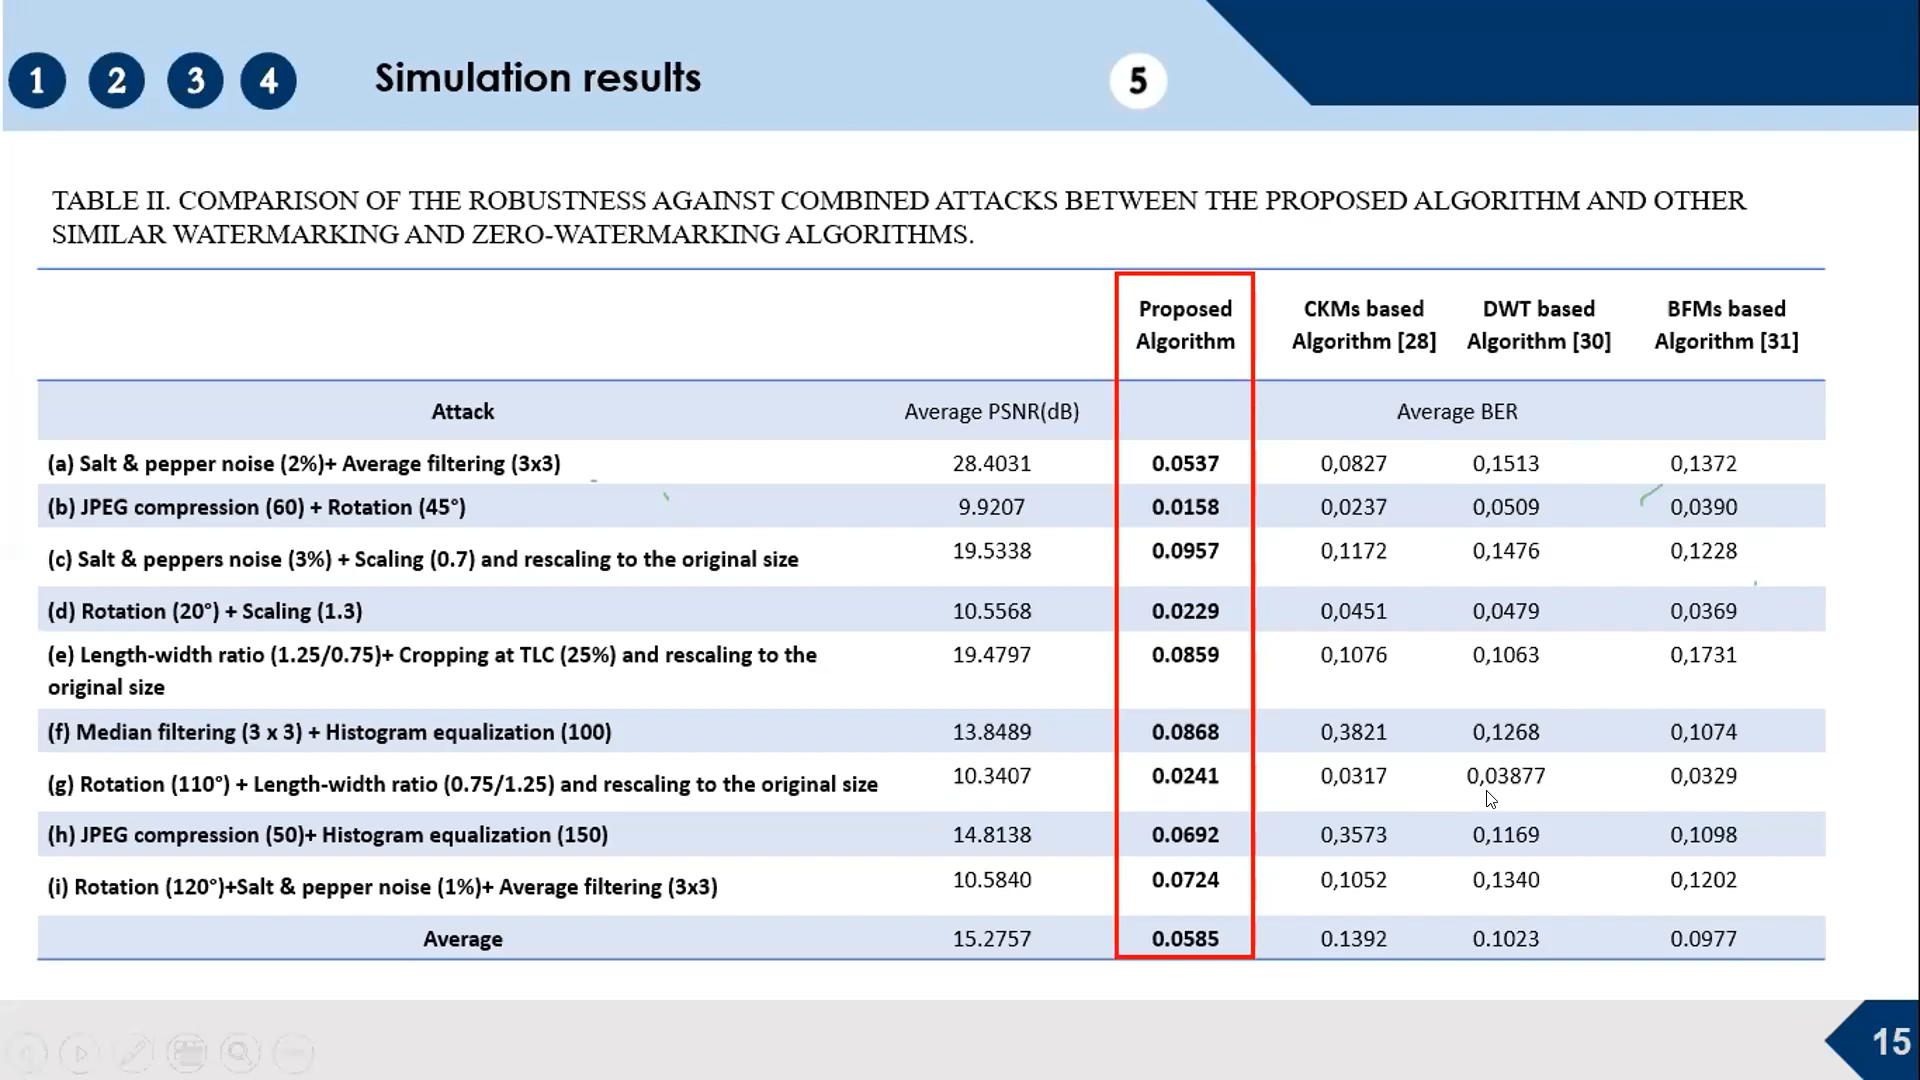 1 2 3 4 Simulation results 5
TABLE II. COMPARISON OF THE ROBUSTNESS AGAINST COMBINED ATTACKS BETWEEN THE PROPOSED ALGORITHM AND OTHER
SIMILAR WATERMARKING AND ZERO-WATERMARKING ALGORITHMS.
Proposed CKMs based DWT based BFMs based
Algorithm Algorithm [28] Algorithm [30] Algorithm [31]
Attack Average PSNR(dB) Average BER
(a) Salt & pepper noise (2%)+ Average filtering (3x3) 28.4031 0.0537 0,0827 0,1513 0,1372
(b) JPEG compression (60) + Rotation (45°) 9.9207 0.0158 0,0237 0,0509 0,0390
(c) Salt & peppers noise (3%) + Scaling (0.7) and rescaling to the original size 19.5338 0.0957 0,1172 0,1476 0,1228
(d) Rotation (20°) + Scaling (1.3) 10.5568 0.0229 0,0451 0,0479 0,0369
(e) Length-width ratio (1.25/0.75)+ Cropping at TLC (25%) and rescaling to the 19.4797 0.0859 0,1076 0,1063 0,1731
original size
(f) Median filtering (3 x 3) + Histogram equalization (100) 13.8489 0.0868 0,3821 0,1268 0,1074
(g) Rotation (110°) + Length-width ratio (0.75/1.25) and rescaling to the original size 10.3407 0.0241 0,0317 0,03877 0,0329
(h) JPEG compression (50)+ Histogram equalization (150) 14.8138 0.0692 0,3573 0,1169 0,1098
(i) Rotation (120°)+Salt & pepper noise (1%)+ Average filtering (3x3) 10.5840 0.0724 0,1052 0,1340 0,1202
Average 15.2757 0.0585 0.1392 0.1023 0.0977
15